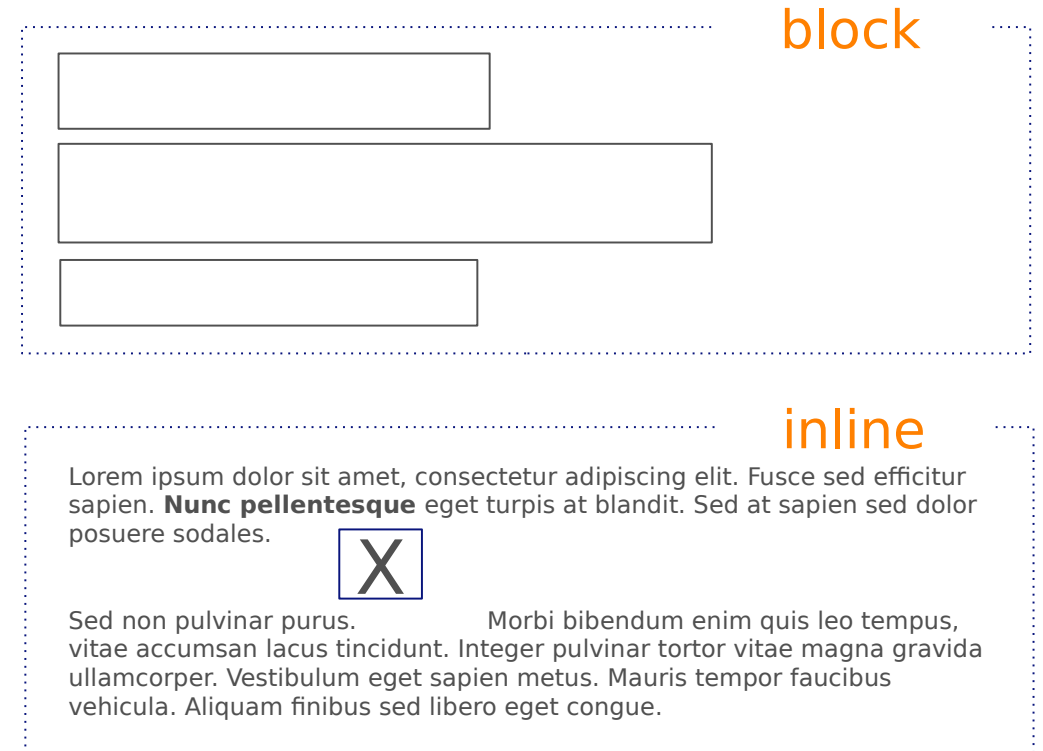 block
inline
Lorem ipsum dolor sit amet, consectetur adipiscing elit. Fusce sed efficitur
sapien. Nunc pellentesque eget turpis at blandit. Sed at sapien sed dolor
posuere sodales.
X
Sed non pulvinar purus. Morbi bibendum enim quis leo tempus,
vitae accumsan lacus tincidunt. Integer pulvinar tortor vitae magna gravida
ullamcorper. Vestibulum eget sapien metus. Mauris tempor faucibus
vehicula. Aliquam finibus sed libero eget congue.